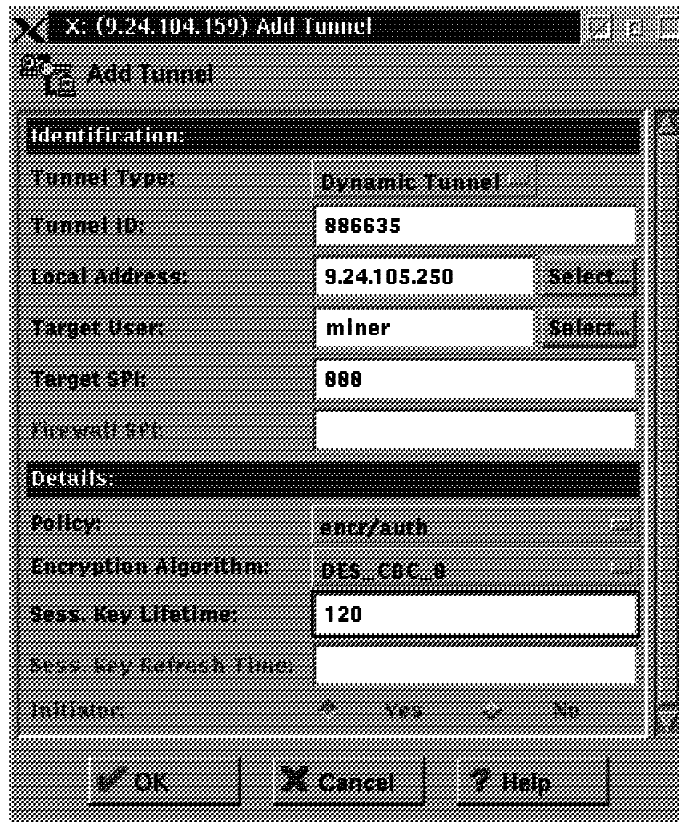 X: (9.24.104.159) Add Tunnel
Add Tunnel
Identification:
Tunnel Type: Dynamic Tunnel
Tunnel ID: 886635
Local Address: 9.24.105.250 Select...
Target User: miner Select...
Target SPI: 888
Firewall SPI:
Details:
Policy: encr/auth
Encryption Algorithm: DES_CBC_8
Sess. Key Lifetime: 120
Sess. Key Refresh Time:
Initiator: Yes No
OK Cancel Help